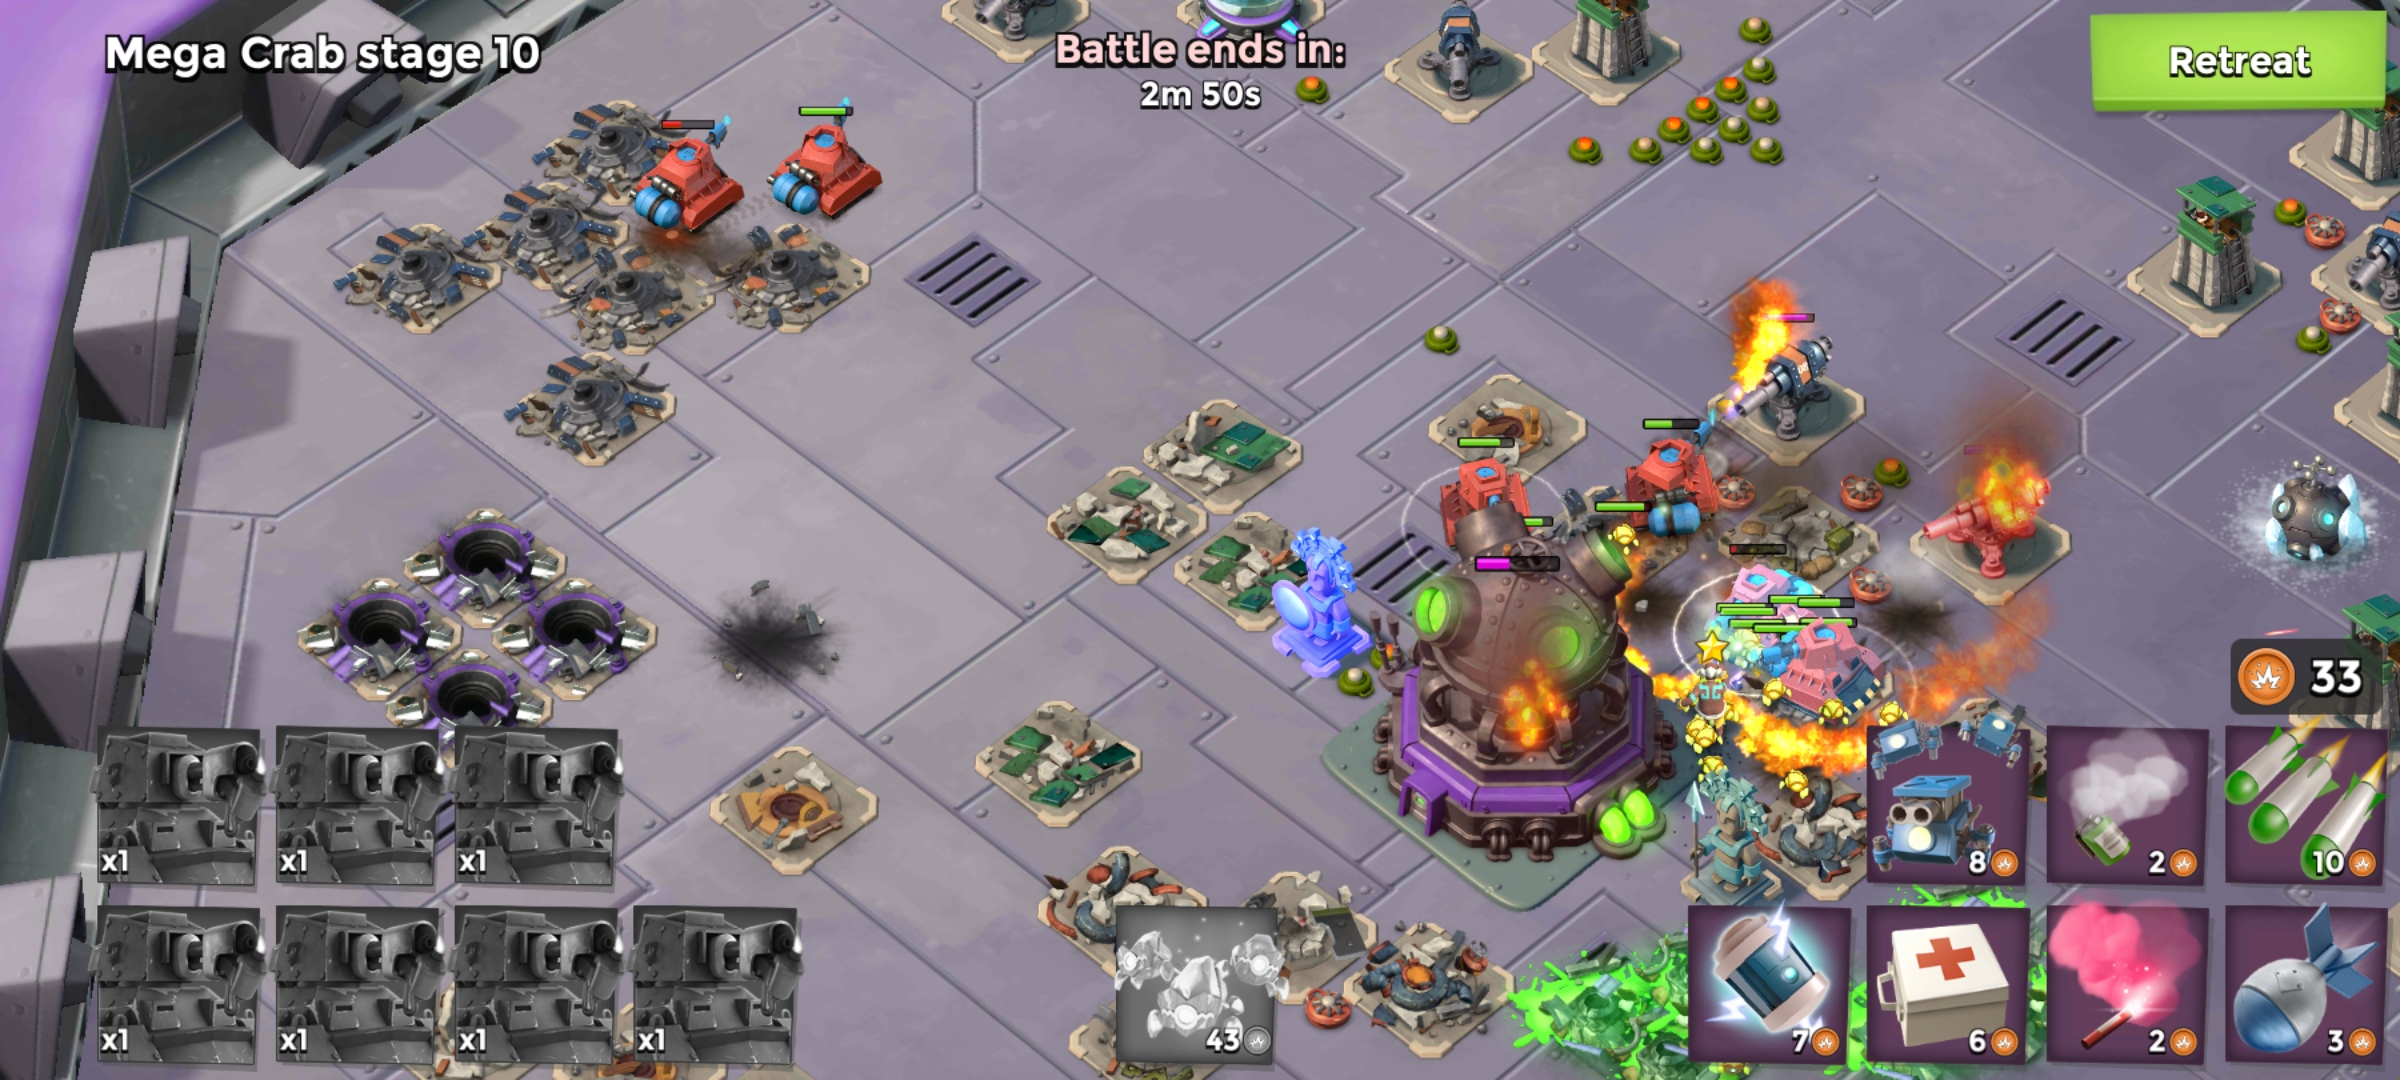 Mega Crab stage 10
Battle ends in:
2m 50s
Retreat
33
x1
x1
x1
8
2
10
x1
x1
x1
x1
43
7
6
2
3